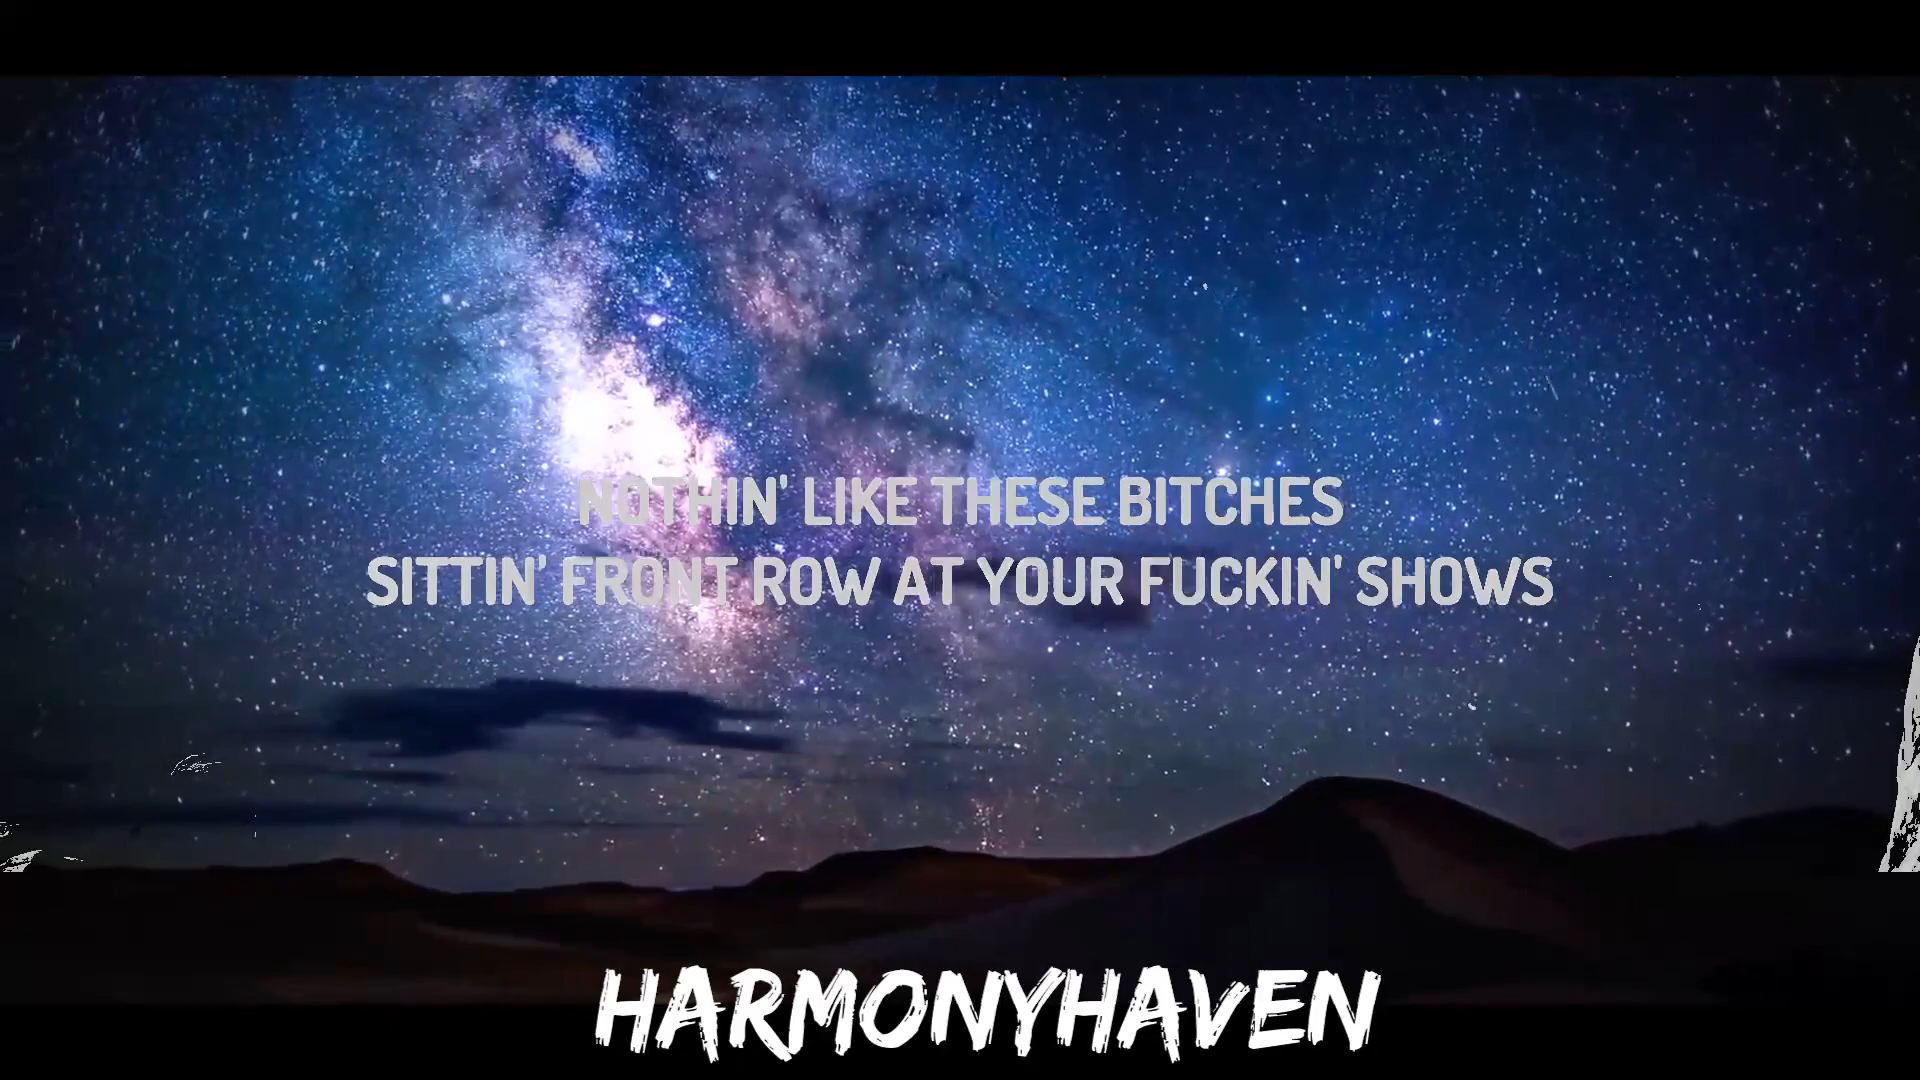 NOTHIN' LIKE THESE BITCHES
SITTIN' FRONT ROW AT YOUR FUCKIN' SHOWS
HARMONYHAVEN